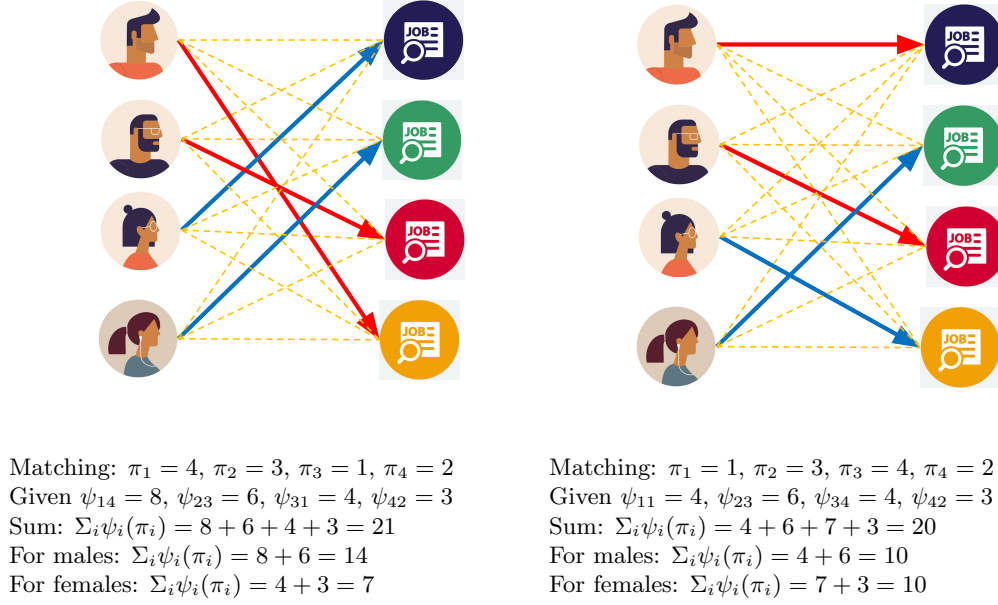 JOB
JOB
JOB
JOB
JOB
JOB
JOB
JOB
Matching: π₁ = 4, π₂ = 3, π₃ = 1, π₄ = 2
Given ψ₁₄ = 8, ψ₂₃ = 6, ψ₃₁ = 4, ψ₄₂ = 3
Sum: Σᵢψᵢ(πᵢ) = 8 + 6 + 4 + 3 = 21
For males: Σᵢψᵢ(πᵢ) = 8 + 6 = 14
For females: Σᵢψᵢ(πᵢ) = 4 + 3 = 7
Matching: π₁ = 1, π₂ = 3, π₃ = 4, π₄ = 2
Given ψ₁₁ = 4, ψ₂₃ = 6, ψ₃₄ = 4, ψ₄₂ = 3
Sum: Σᵢψᵢ(πᵢ) = 4 + 6 + 7 + 3 = 20
For males: Σᵢψᵢ(πᵢ) = 4 + 6 = 10
For females: Σᵢψᵢ(πᵢ) = 7 + 3 = 10